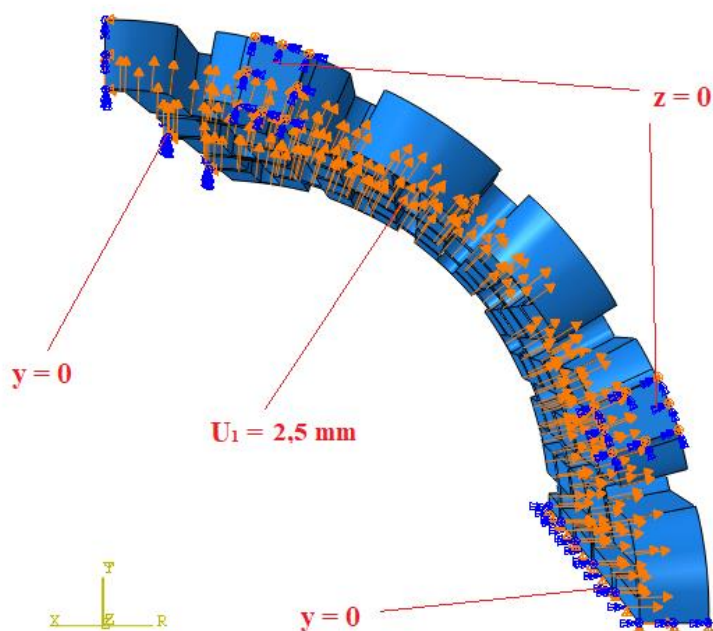 z = 0
y = 0
U₁ = 2,5 mm
y = 0
X
R